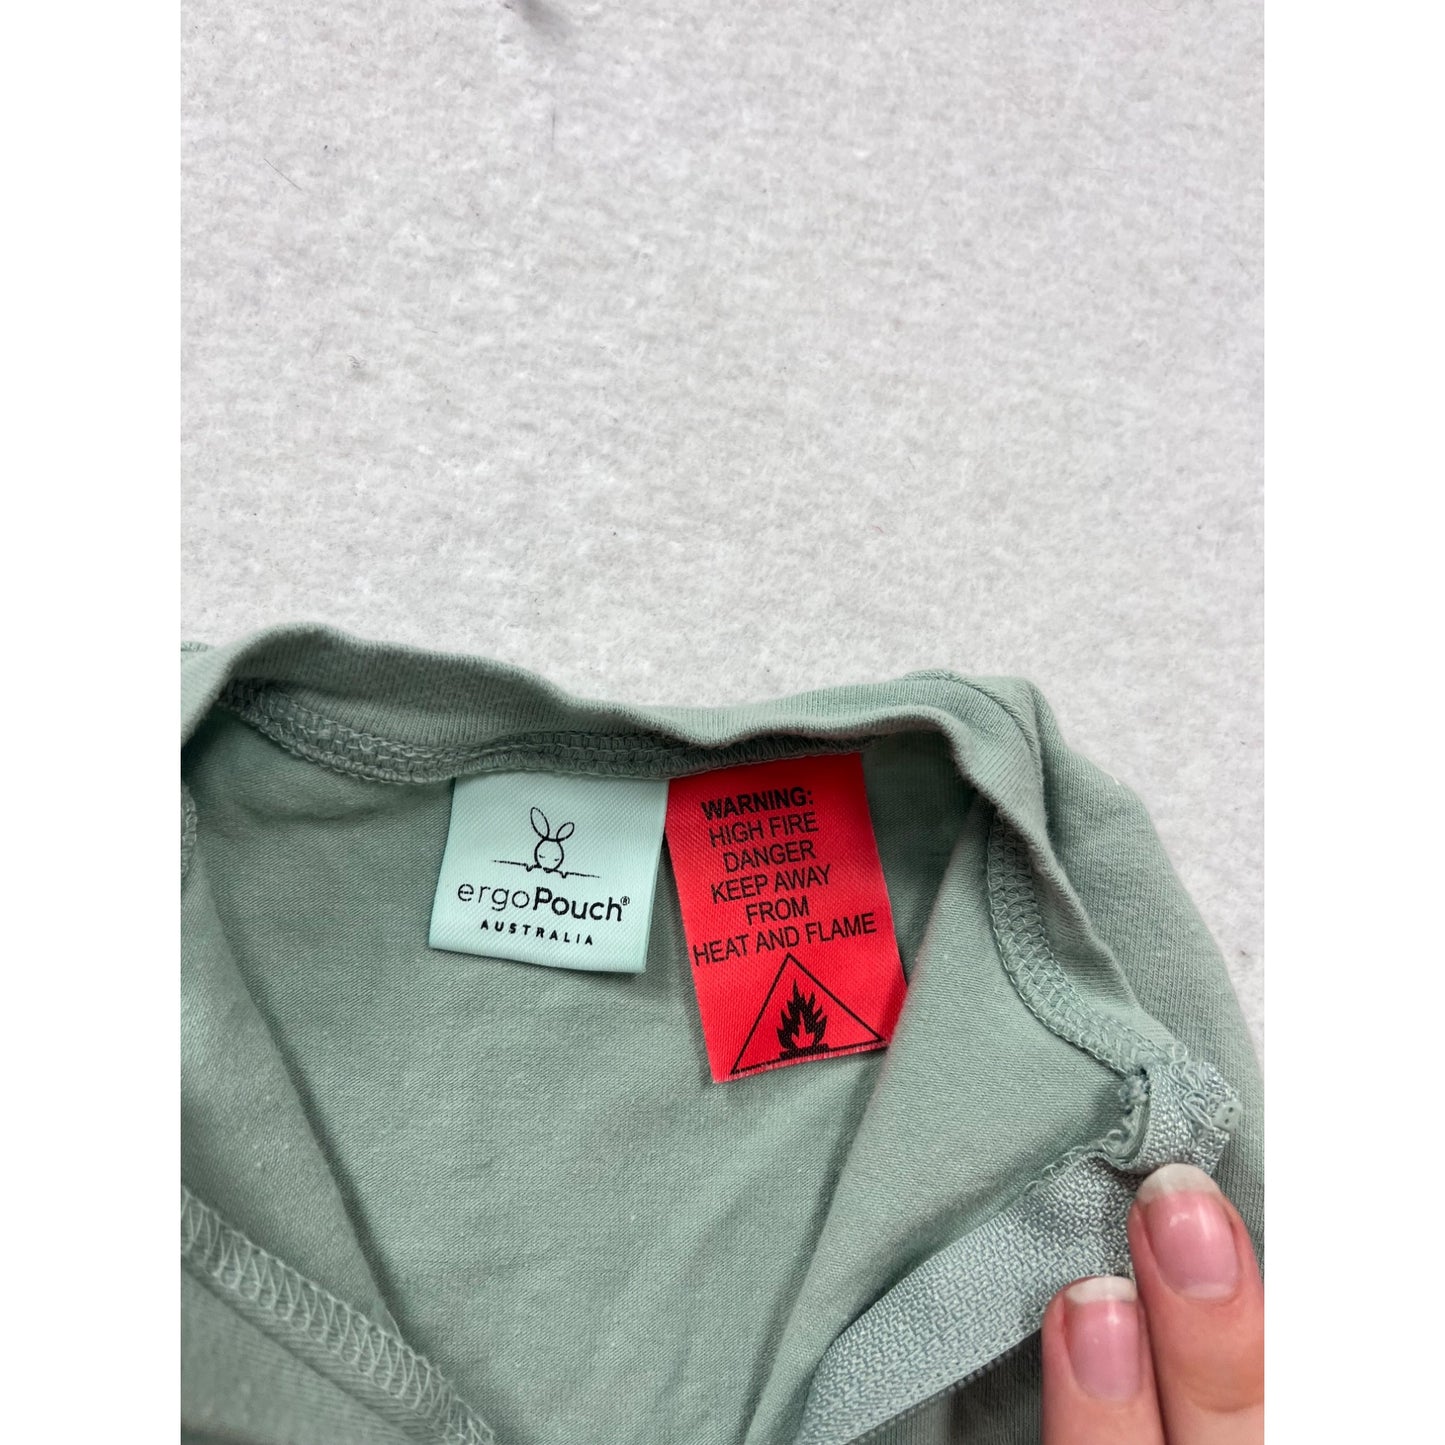 ergoPouch®
AUSTRALIA
WARNING:
HIGH FIRE
DANGER
KEEP AWAY
FROM
HEAT AND FLAME